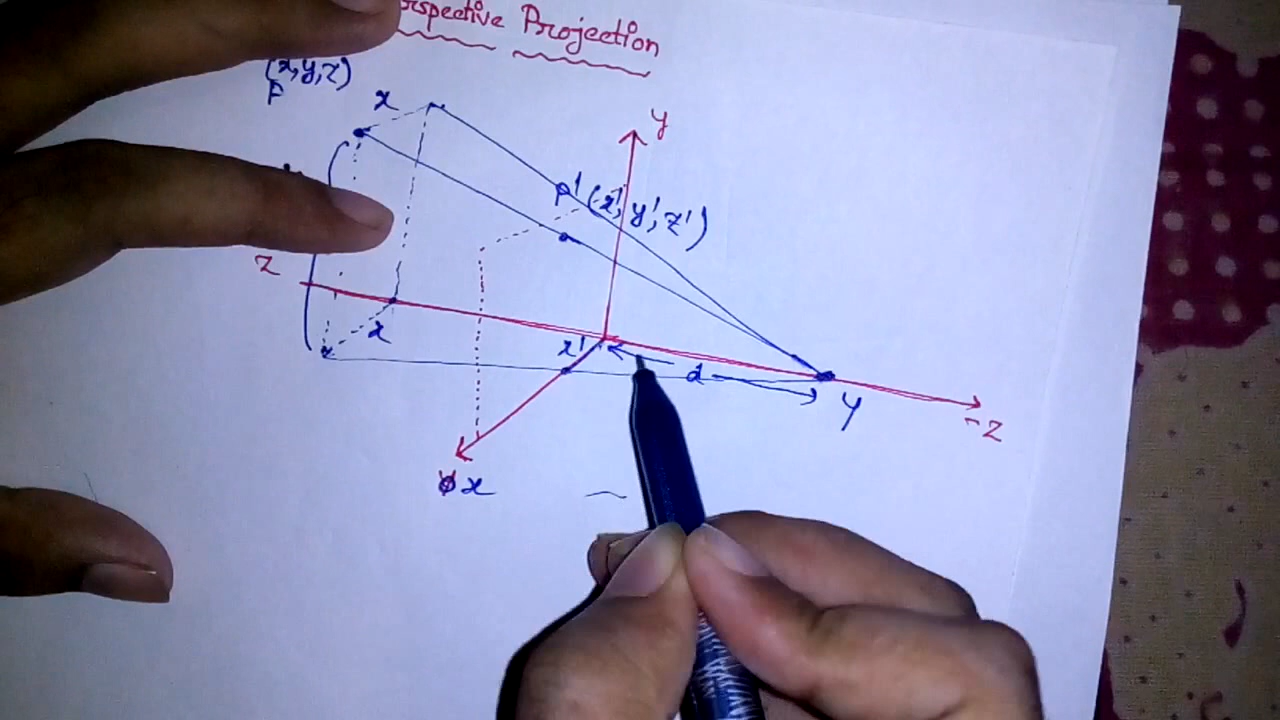 rspective Projection
(x, y, z)
P
x
y
P' (x', y', z')
z
x
x'
d
y
-z
x